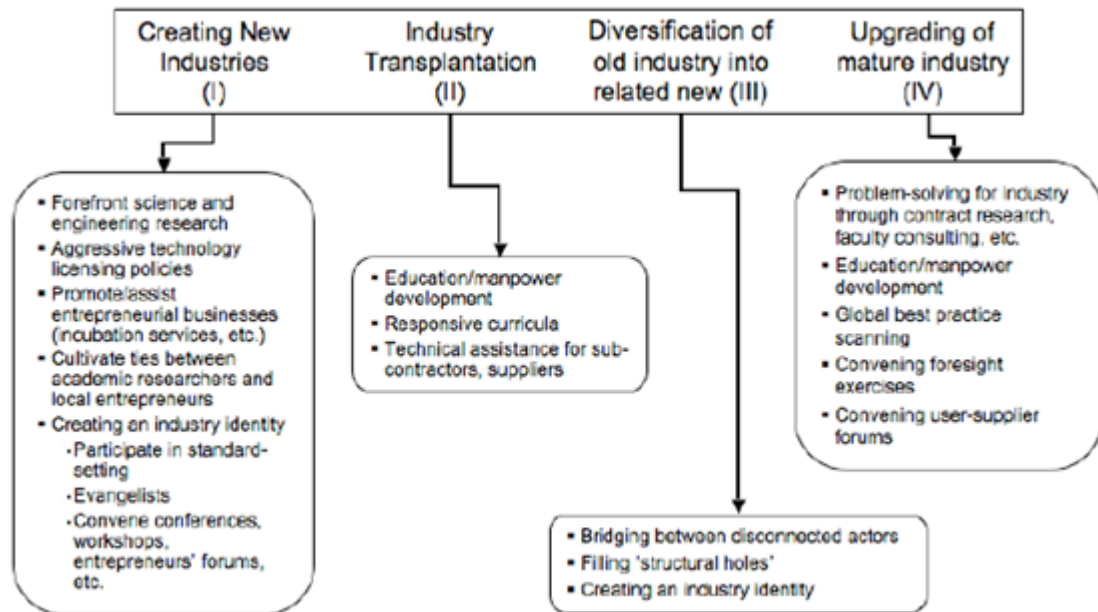 Creating New
Industries
(I)
Industry
Transplantation
(II)
Diversification of
old industry into
related new (III)
Upgrading of
mature industry
(IV)
▪ Forefront science and
engineering research
▪ Aggressive technology
licensing policies
▪ Promote/assist
entrepreneurial businesses
(incubation services, etc.)
▪ Cultivate ties between
academic researchers and
local entrepreneurs
▪ Creating an industry identity
▪Participate in standard-
setting
▪Evangelists
▪Convene conferences,
workshops,
entrepreneurs' forums,
etc.
▪ Education/manpower
development
▪ Responsive curricula
▪ Technical assistance for sub-
contractors, suppliers
▪ Bridging between disconnected actors
▪ Filling 'structural holes'
▪ Creating an industry identity
▪ Problem-solving for industry
through contract research,
faculty consulting, etc.
▪ Education/manpower
development
▪ Global best practice
scanning
▪ Convening foresight
exercises
▪ Convening user-supplier
forums